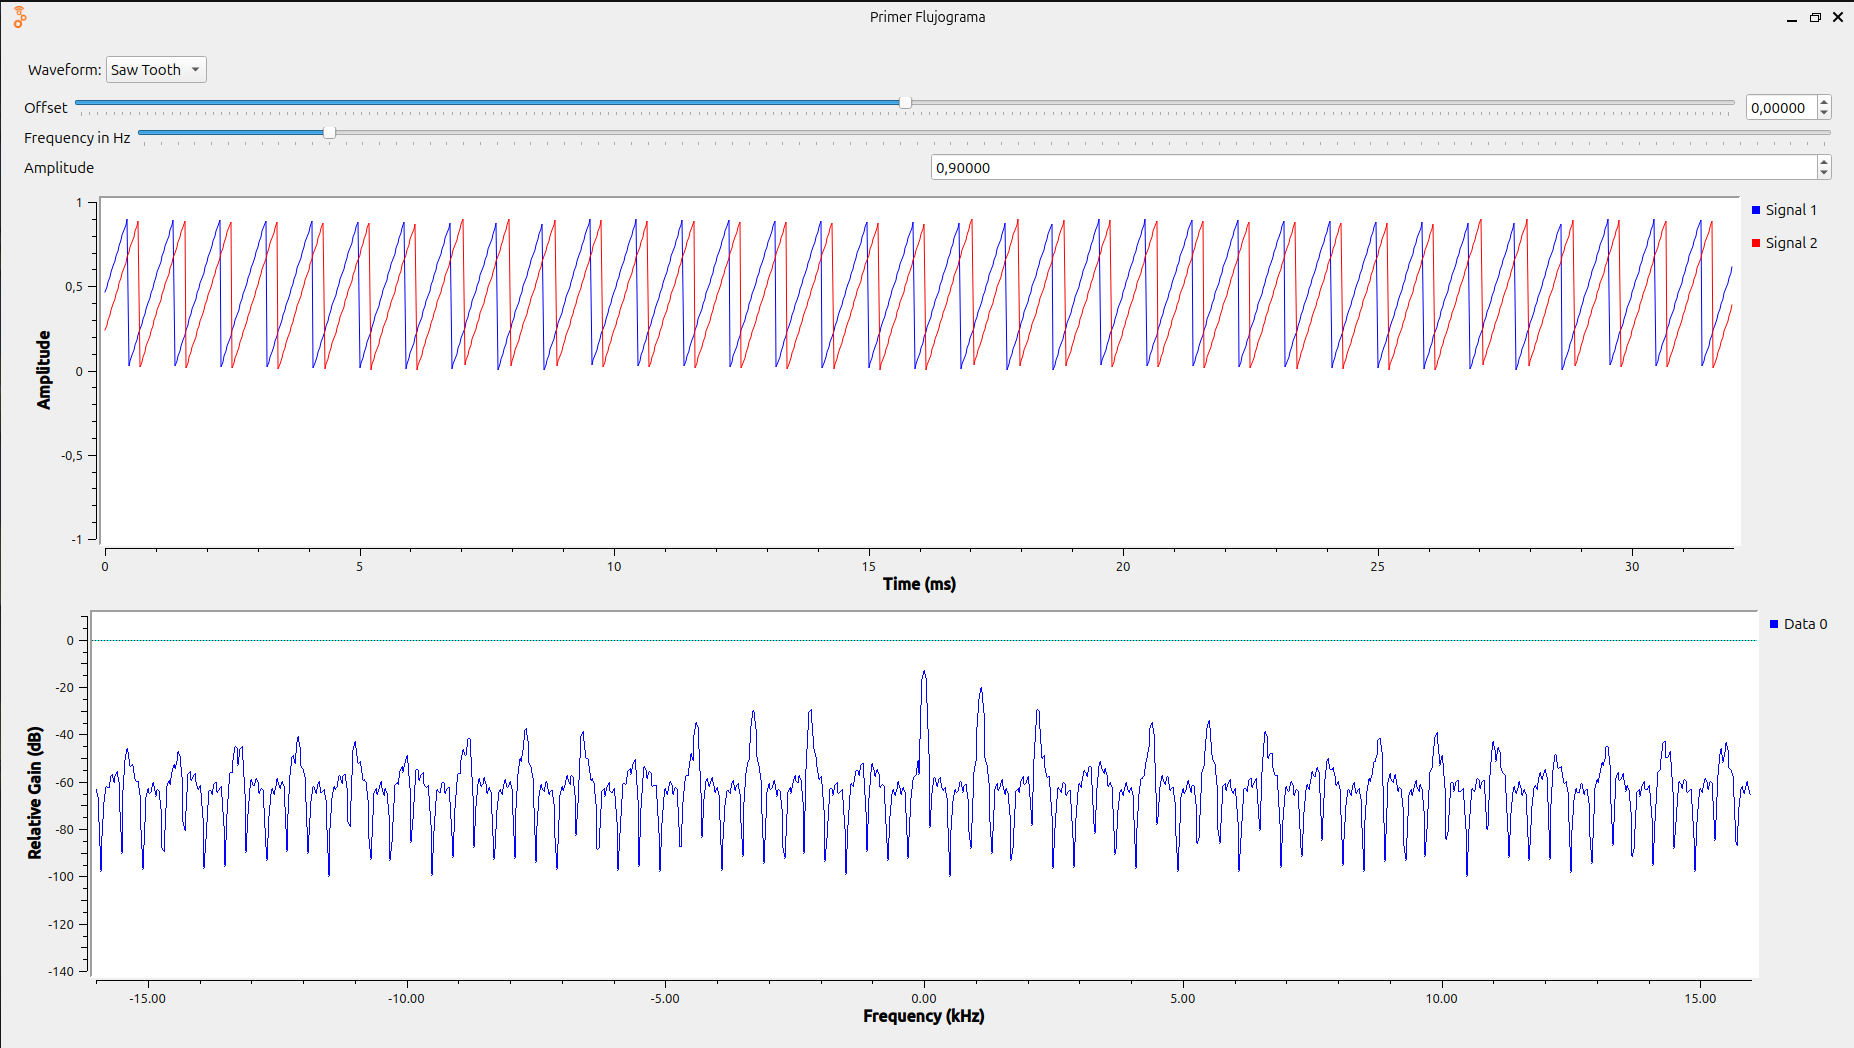 Primer Flujograma
Waveform: Saw Tooth
Offset 0,00000
Frequency in Hz
Amplitude 0,90000
1
0,5
0
-0,5
-1
Amplitude
0 5 10 15 20 25 30
Time (ms)
Signal 1
Signal 2
0
-20
-40
-60
-80
-100
-120
-140
Relative Gain (dB)
-15.00 -10.00 -5.00 0.00 5.00 10.00 15.00
Frequency (kHz)
Data 0